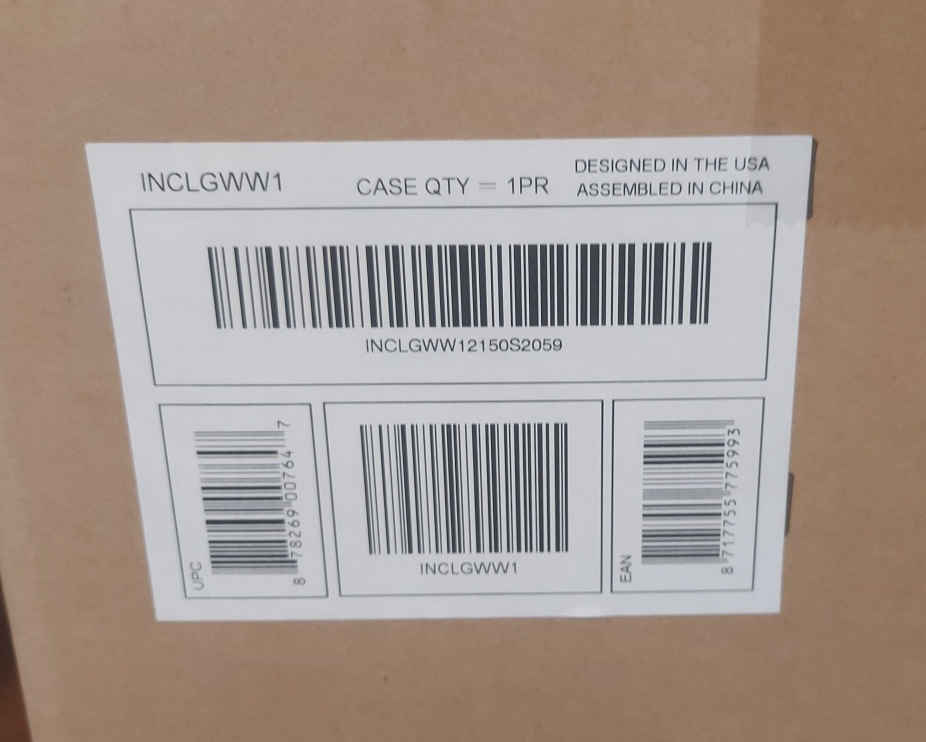 INCLGWW1
CASE QTY = 1PR
DESIGNED IN THE USA
ASSEMBLED IN CHINA
INCLGWW12150S2059
UPC
8 78269 00764 7
INCLGWW1
EAN
8 717755 775993